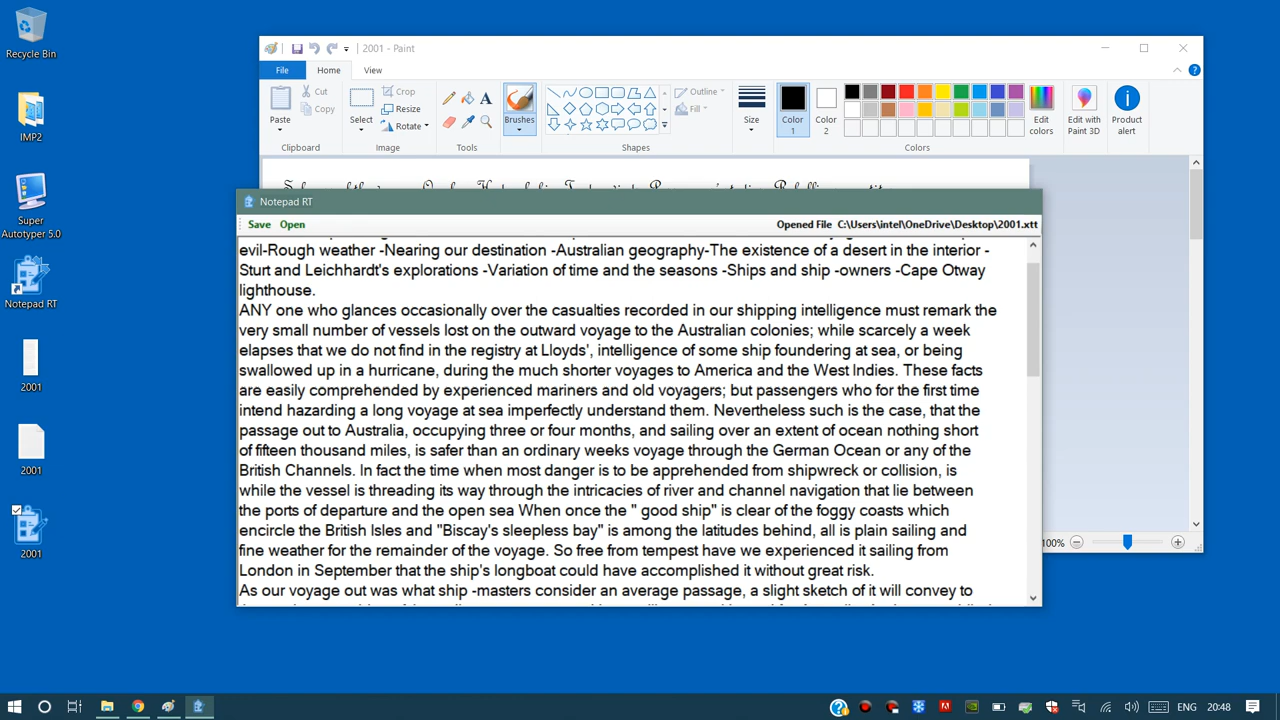 Recycle Bin
IMP2
Super
Autotyper 5.0
Notepad RT
2001
2001
2001
2001 - Paint
File Home View
Paste
Cut
Copy
Clipboard
Select
Crop
Resize
Rotate
Image
Tools
Brushes
Shapes
Outline
Fill
Size
Color
1
Color
2
Colors
Edit
colors
Edit with
Paint 3D
Product
alert
Notepad RT
Save Open Opened File C:\Users\intel\OneDrive\Desktop\2001.xtt
evil-Rough weather -Nearing our destination -Australian geography-The existence of a desert in the interior -
Sturt and Leichhardt's explorations -Variation of time and the seasons -Ships and ship -owners -Cape Otway
lighthouse.
ANY one who glances occasionally over the casualties recorded in our shipping intelligence must remark the
very small number of vessels lost on the outward voyage to the Australian colonies; while scarcely a week
elapses that we do not find in the registry at Lloyds', intelligence of some ship foundering at sea, or being
swallowed up in a hurricane, during the much shorter voyages to America and the West Indies. These facts
are easily comprehended by experienced mariners and old voyagers; but passengers who for the first time
intend hazarding a long voyage at sea imperfectly understand them. Nevertheless such is the case, that the
passage out to Australia, occupying three or four months, and sailing over an extent of ocean nothing short
of fifteen thousand miles, is safer than an ordinary weeks voyage through the German Ocean or any of the
British Channels. In fact the time when most danger is to be apprehended from shipwreck or collision, is
while the vessel is threading its way through the intricacies of river and channel navigation that lie between
the ports of departure and the open sea When once the " good ship" is clear of the foggy coasts which
encircle the British Isles and "Biscay's sleepless bay" is among the latitudes behind, all is plain sailing and
fine weather for the remainder of the voyage. So free from tempest have we experienced it sailing from
London in September that the ship's longboat could have accomplished it without great risk.
As our voyage out was what ship -masters consider an average passage, a slight sketch of it will convey to
100%
ENG 20:48